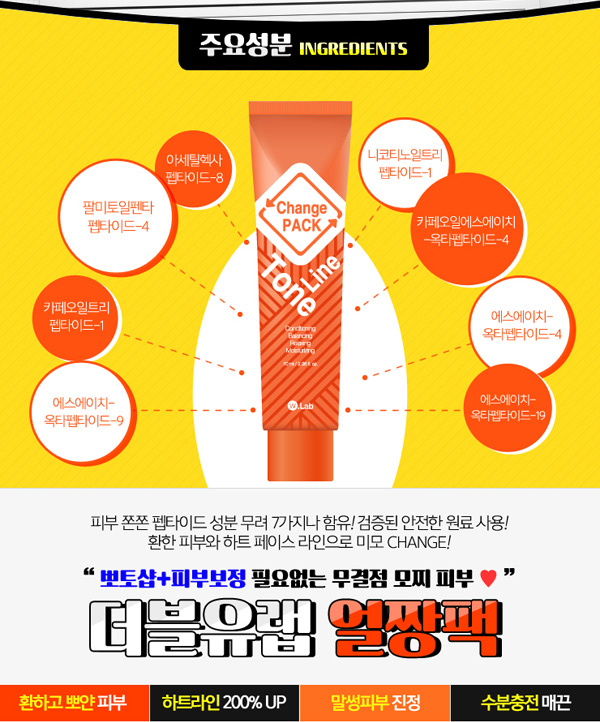 주요성분 INGREDIENTS
아세틸헥사
펩타이드-8
니코티노일트리
펩타이드-1
팔미토일펜타
펩타이드-4
카페오일에스에이치
-옥타펩타이드-4
카페오일트리
펩타이드-1
에스에이치-
옥타펩타이드-4
에스에이치-
옥타펩타이드-9
에스에이치-
옥타펩타이드-19
Change
PACK
Tone
Line
Conditioning
Balancing
Relaxing
Moisturizing
W.Lab
피부 쫀쫀 펩타이드 성분 무려 7가지나 함유! 검증된 안전한 원료 사용!
환한 피부와 하트 페이스 라인으로 미모 CHANGE!
“ 뽀토샵+피부보정 필요없는 무결점 모찌 피부 ♥ ”
더블유랩 얼짱팩
환하고 뽀얀 피부
하트라인 200% UP
말썽피부 진정
수분충전 매끈